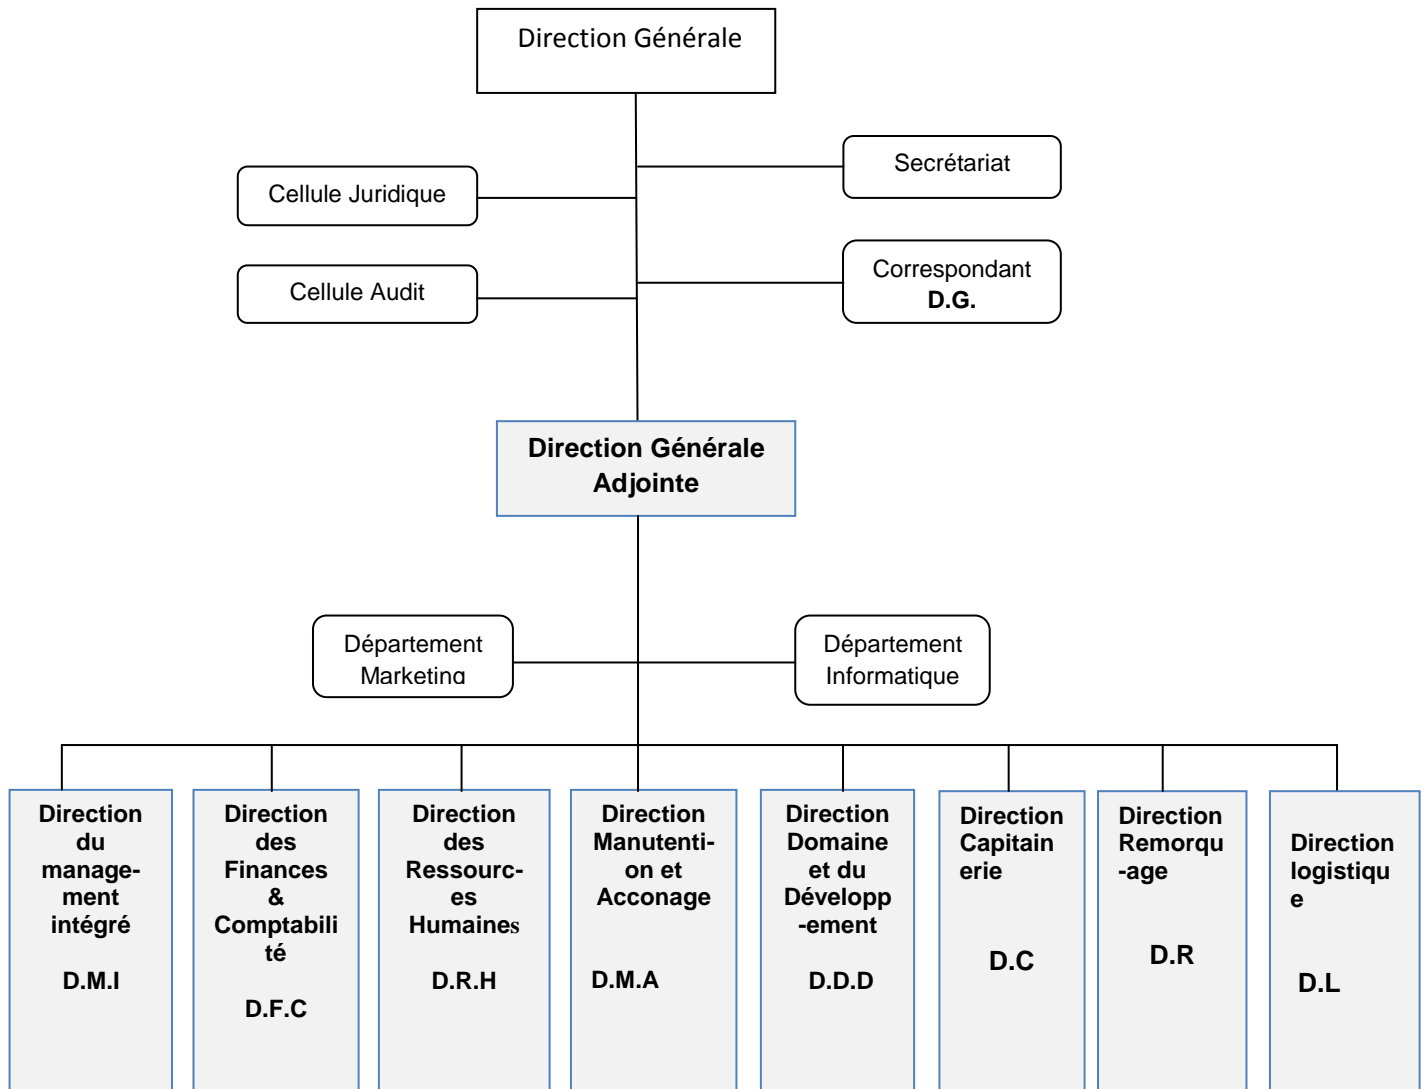 Direction Générale
Secrétariat
Cellule Juridique
Correspondant
D.G.
Cellule Audit
Direction Générale
Adjointe
Département
Marketing
Département
Informatique
Direction
du
manage-
ment
intégré
D.M.I
Direction
des
Finances
&
Comptabili
té
D.F.C
Direction
des
Ressourc-
es
Humaines
D.R.H
Direction
Manutenti-
on et
Acconage
D.M.A
Direction
Domaine
et du
Développ
-ement
D.D.D
Direction
Capitain
erie
D.C
Direction
Remorqu
-age
D.R
Direction
logistiqu
e
D.L